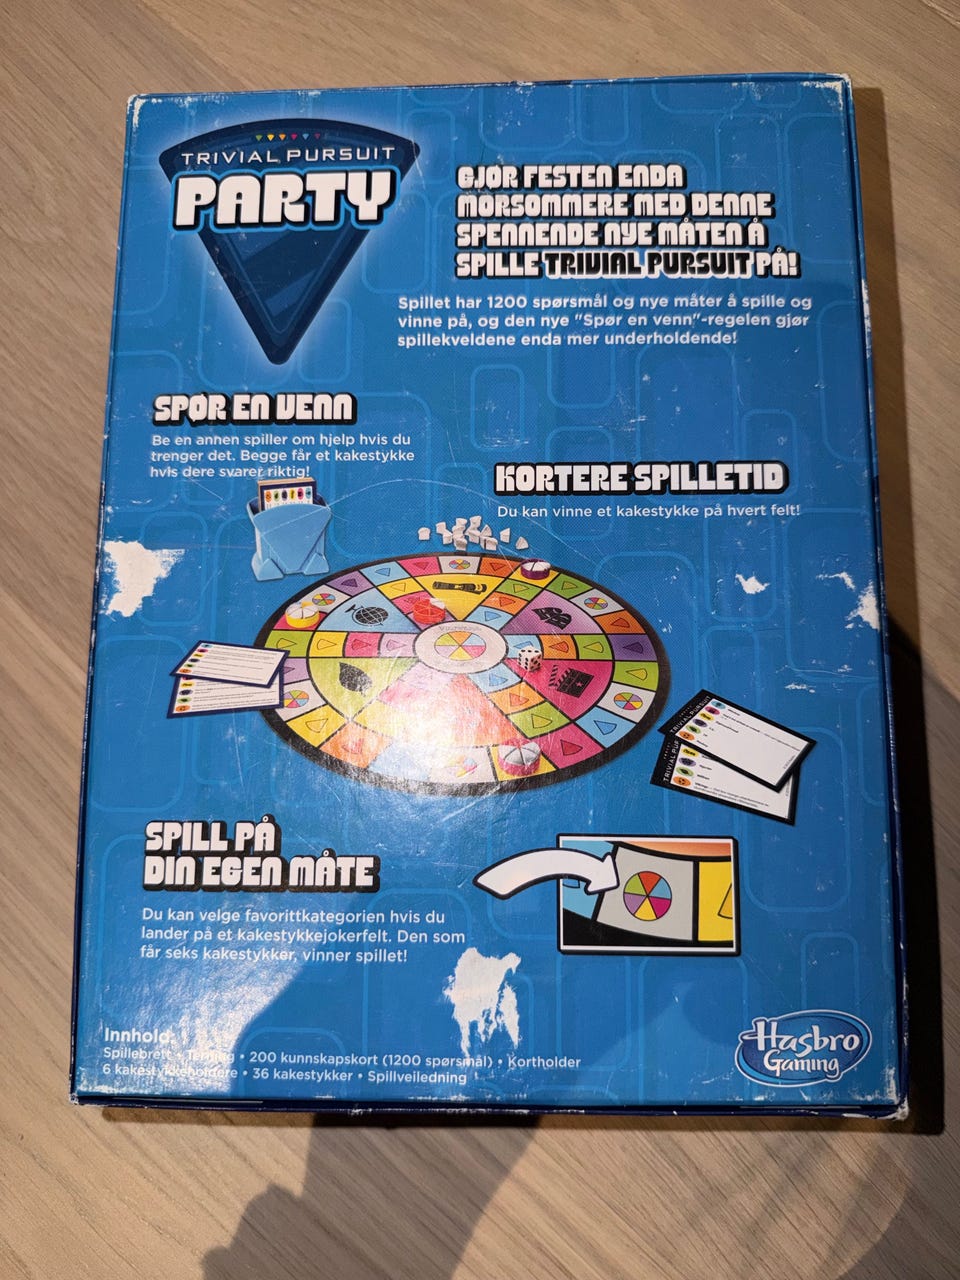 TRIVIAL PURSUIT
PARTY
GJØR FESTEN ENDA
MORSOMMERE MED DENNE
SPENNENDE NYE MÅTEN Å
SPILLE TRIVIAL PURSUIT PÅ!
Spillet har 1200 spørsmål og nye måter å spille og
vinne på, og den nye "Spør en venn"-regelen gjør
spillekveldene enda mer underholdende!
SPØR EN VENN
Be en annen spiller om hjelp hvis du
trenger det. Begge får et kakestykke
hvis dere svarer riktig!
KORTERE SPILLETID
Du kan vinne et kakestykke på hvert felt!
TRIVIAL PURSUIT
SPILL PÅ
DIN EGEN MÅTE
Du kan velge favorittkategorien hvis du
lander på et kakestykkejokerfelt. Den som
får seks kakestykker, vinner spillet!
Innhold:
Spillebrett • Terning • 200 kunnskapskort (1200 spørsmål) • Kortholder
6 kakestykkeholdere • 36 kakestykker • Spillveiledning
Hasbro
Gaming